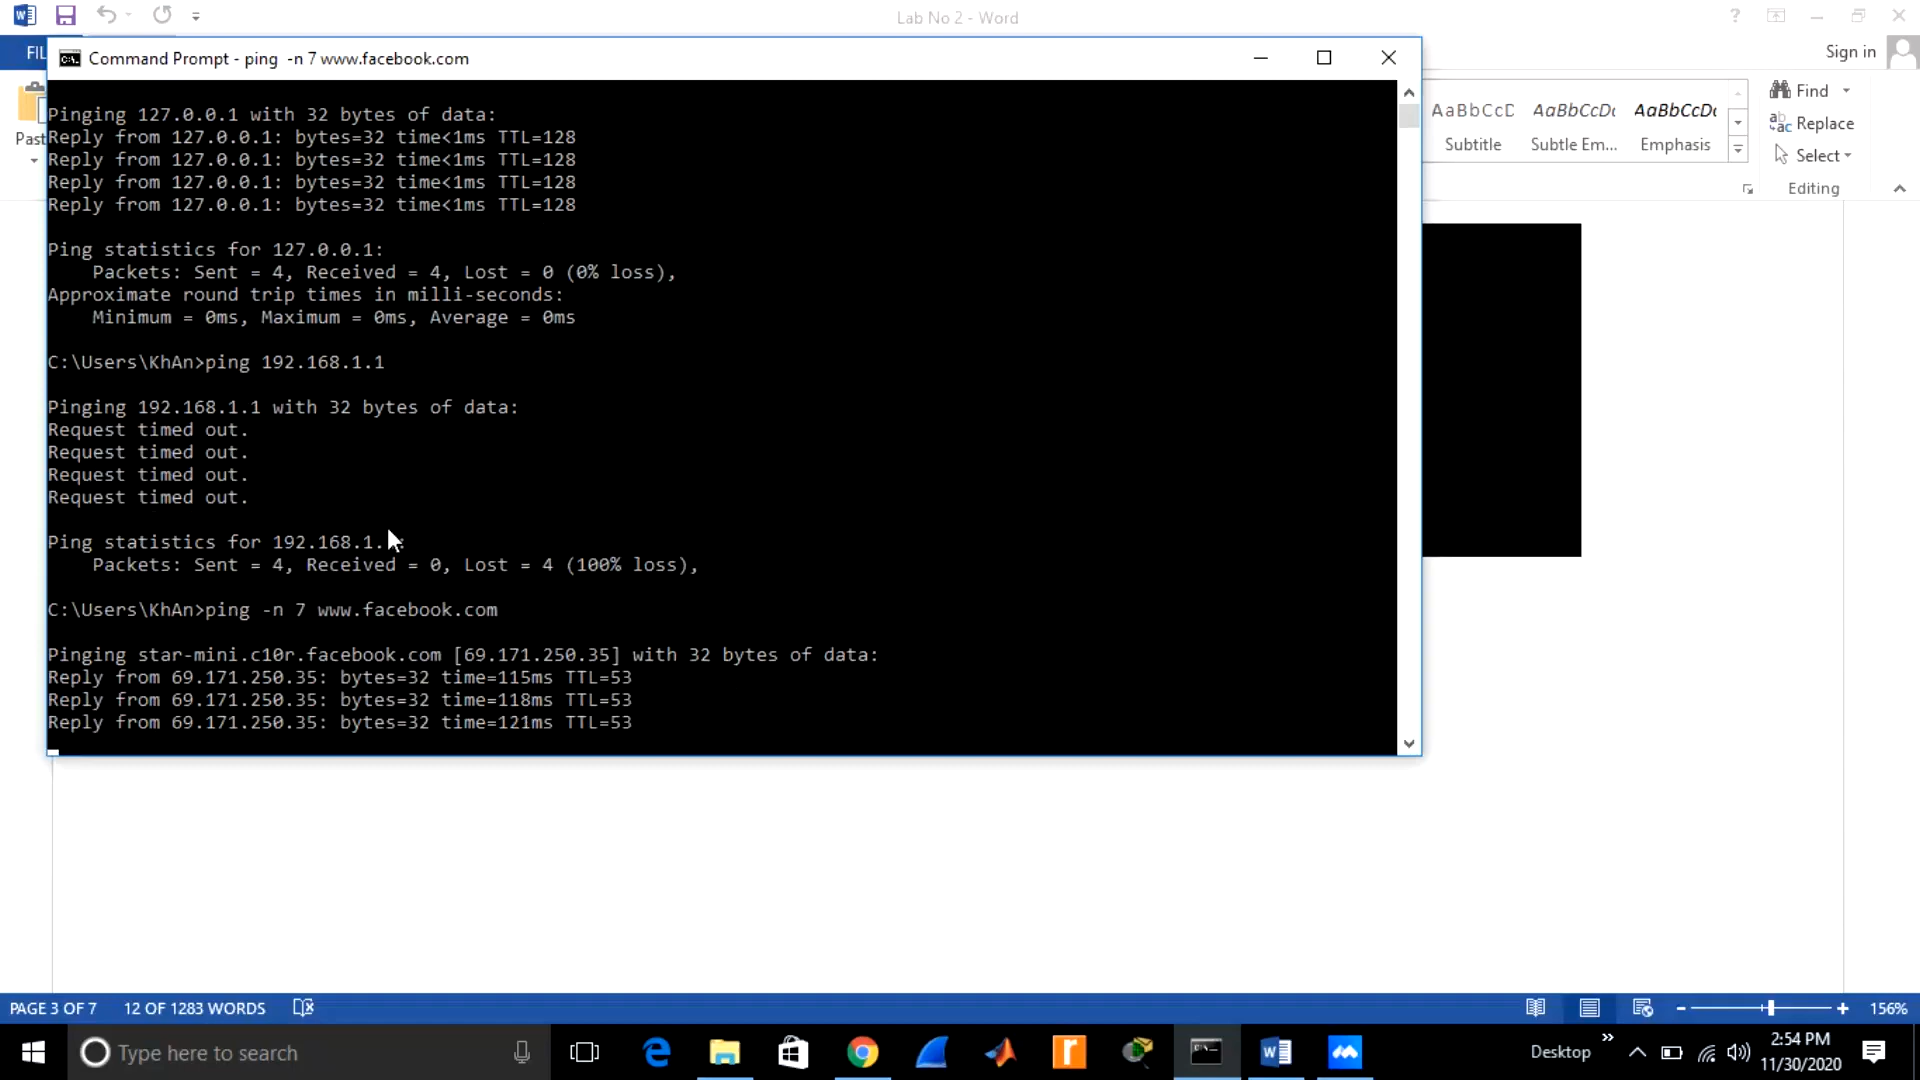 Lab No 2 - Word
?
FIL
Sign in
Command Prompt - ping  -n 7 www.facebook.com
Past
AaBbCcD AaBbCcDc AaBbCcDc
Subtitle Subtle Em... Emphasis
Find
Replace
Select
Editing
Pinging 127.0.0.1 with 32 bytes of data:
Reply from 127.0.0.1: bytes=32 time<1ms TTL=128
Reply from 127.0.0.1: bytes=32 time<1ms TTL=128
Reply from 127.0.0.1: bytes=32 time<1ms TTL=128
Reply from 127.0.0.1: bytes=32 time<1ms TTL=128
Ping statistics for 127.0.0.1:
    Packets: Sent = 4, Received = 4, Lost = 0 (0% loss),
Approximate round trip times in milli-seconds:
    Minimum = 0ms, Maximum = 0ms, Average = 0ms
C:\Users\KhAn>ping 192.168.1.1
Pinging 192.168.1.1 with 32 bytes of data:
Request timed out.
Request timed out.
Request timed out.
Request timed out.
Ping statistics for 192.168.1.
    Packets: Sent = 4, Received = 0, Lost = 4 (100% loss),
C:\Users\KhAn>ping -n 7 www.facebook.com
Pinging star-mini.c10r.facebook.com [69.171.250.35] with 32 bytes of data:
Reply from 69.171.250.35: bytes=32 time=115ms TTL=53
Reply from 69.171.250.35: bytes=32 time=118ms TTL=53
Reply from 69.171.250.35: bytes=32 time=121ms TTL=53
PAGE 3 OF 7 12 OF 1283 WORDS
156%
Type here to search
Desktop
2:54 PM
11/30/2020